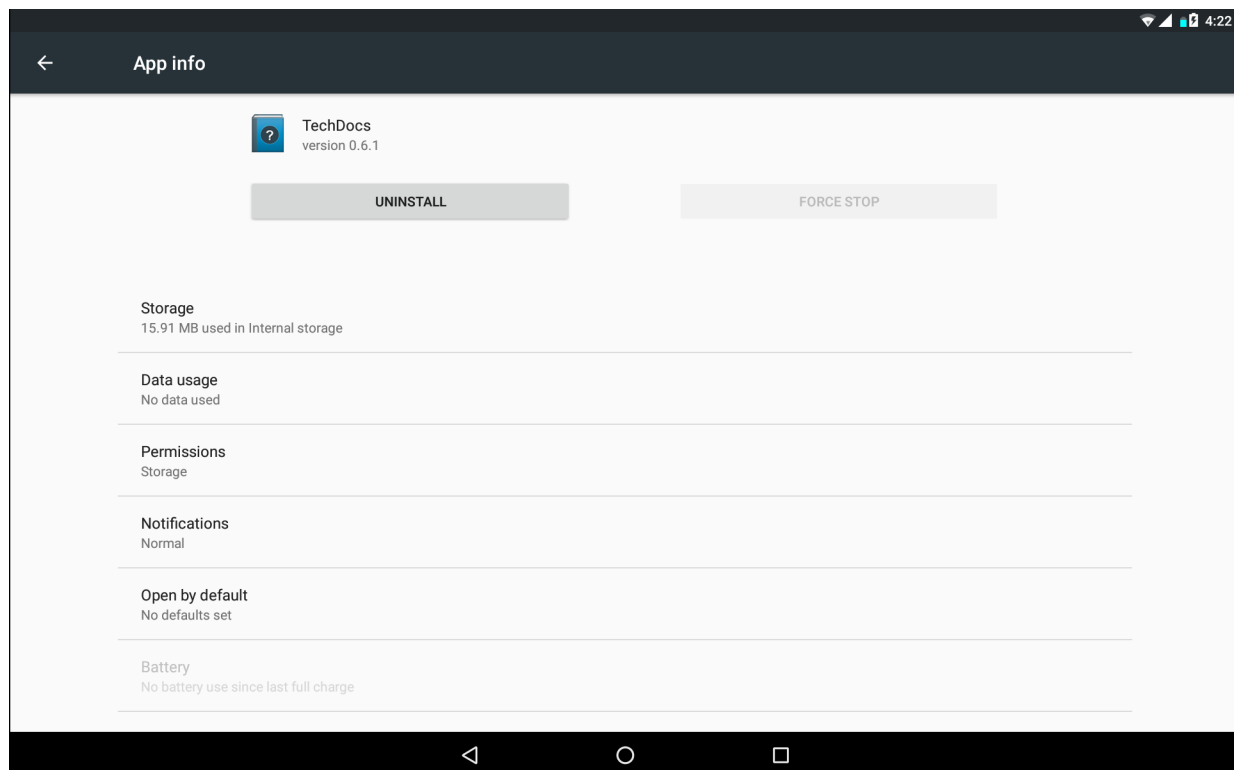 4:22
App info
?
TechDocs
version 0.6.1
UNINSTALL
FORCE STOP
Storage
15.91 MB used in Internal storage
Data usage
No data used
Permissions
Storage
Notifications
Normal
Open by default
No defaults set
Battery
No battery use since last full charge